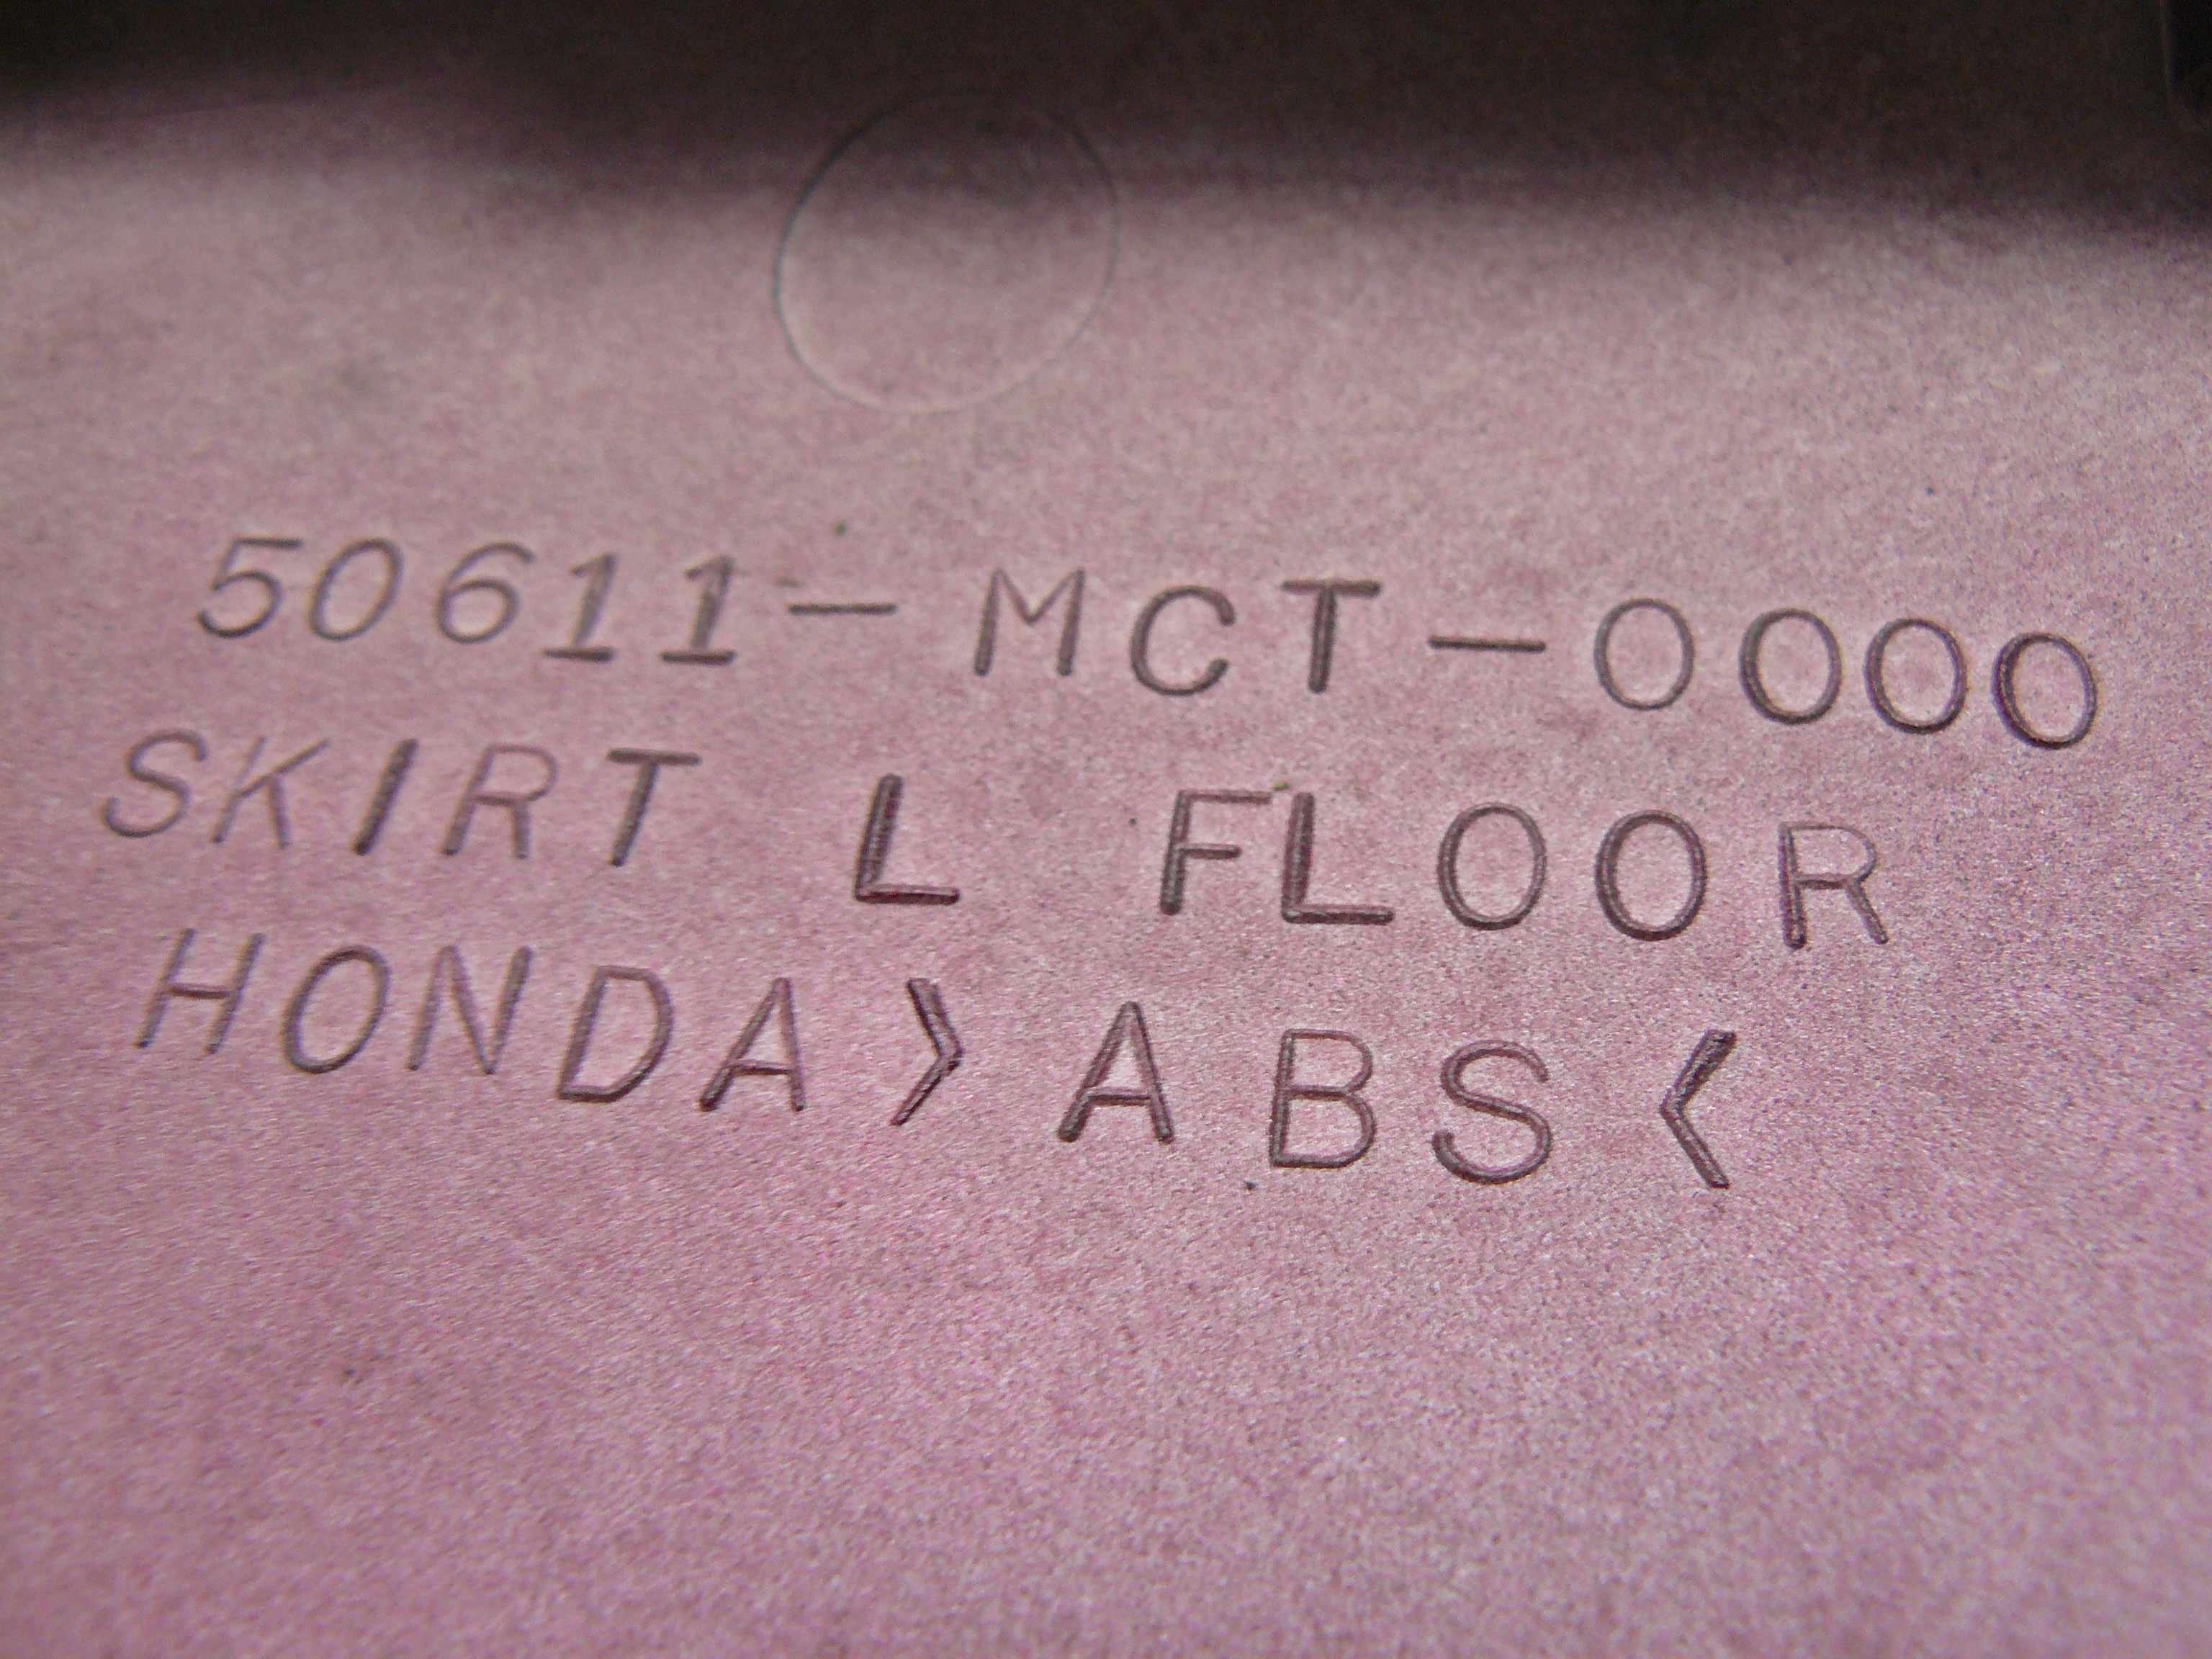 50611-MCT-0000
SKIRT L FLOOR
HONDA >ABS<